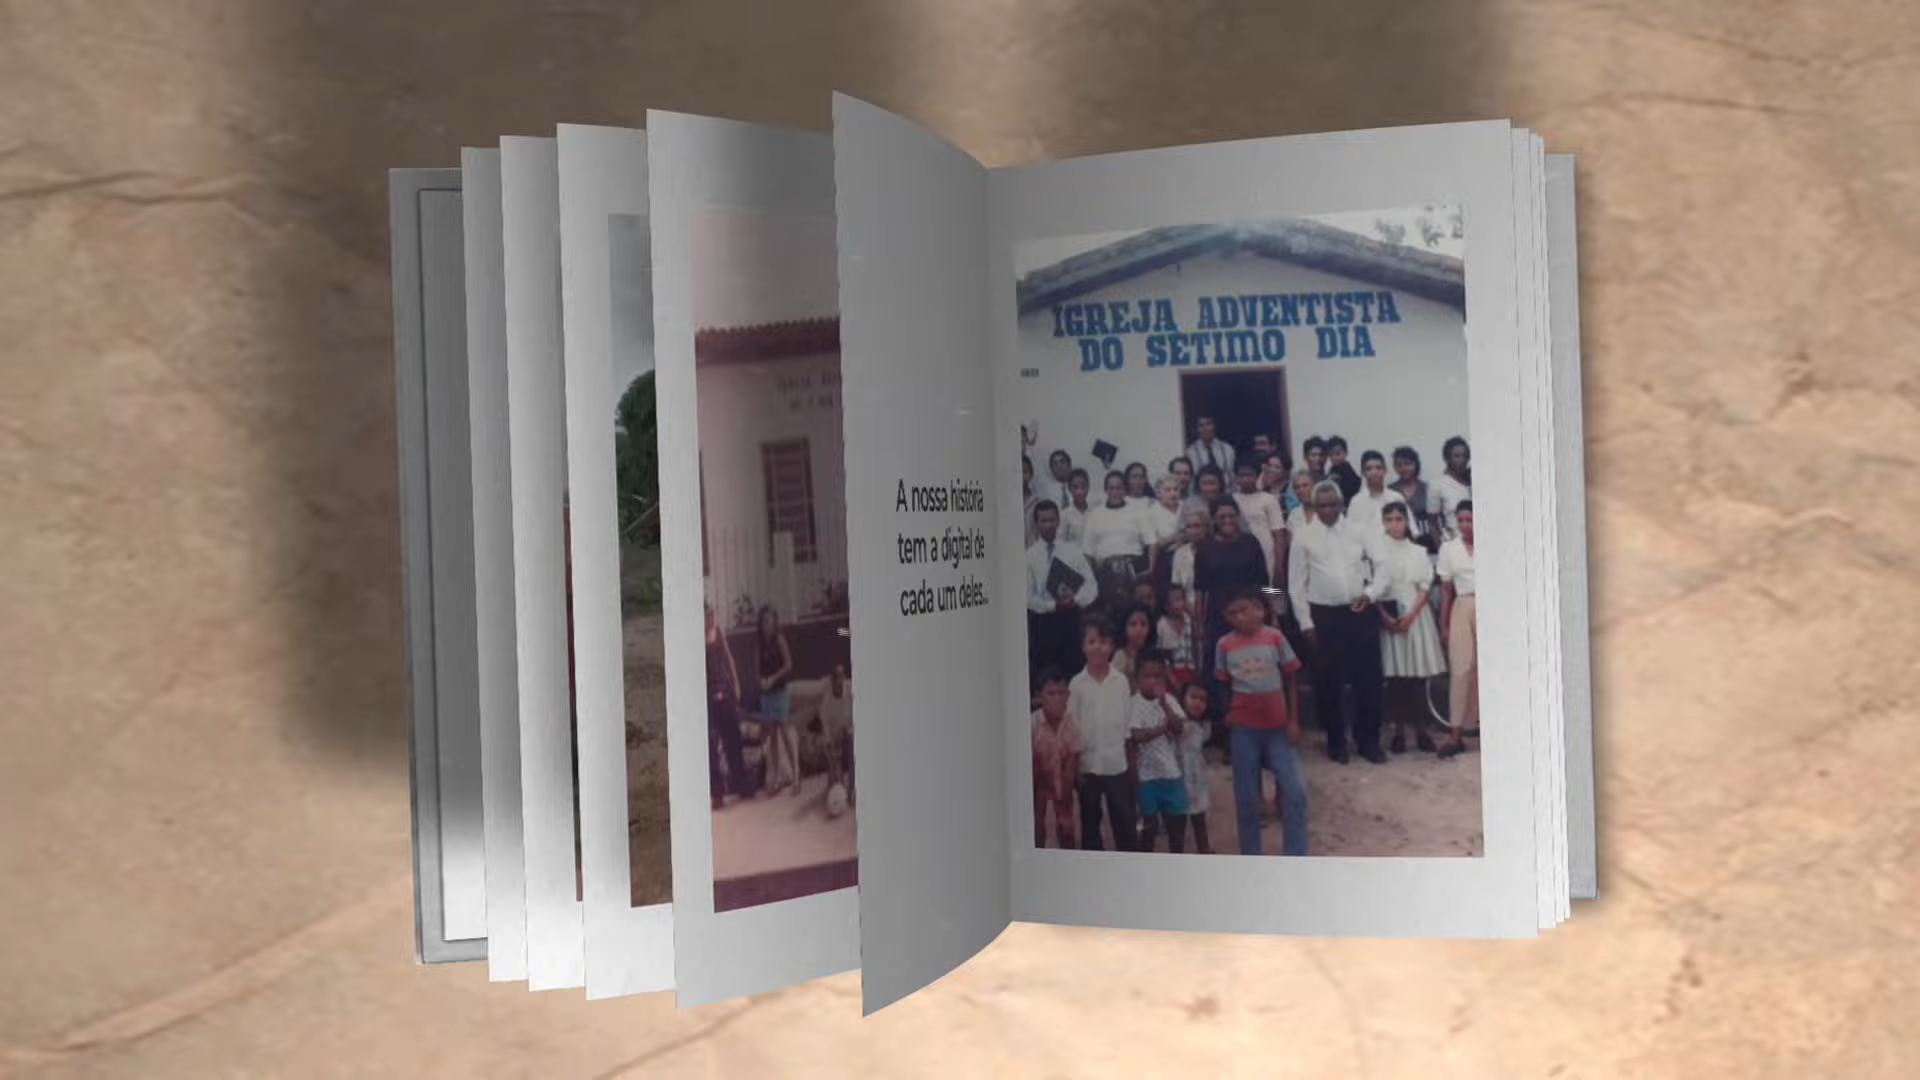 A nossa história
tem a digital de
cada um deles...
IGREJA ADVENTISTA
DO SETIMO DIA